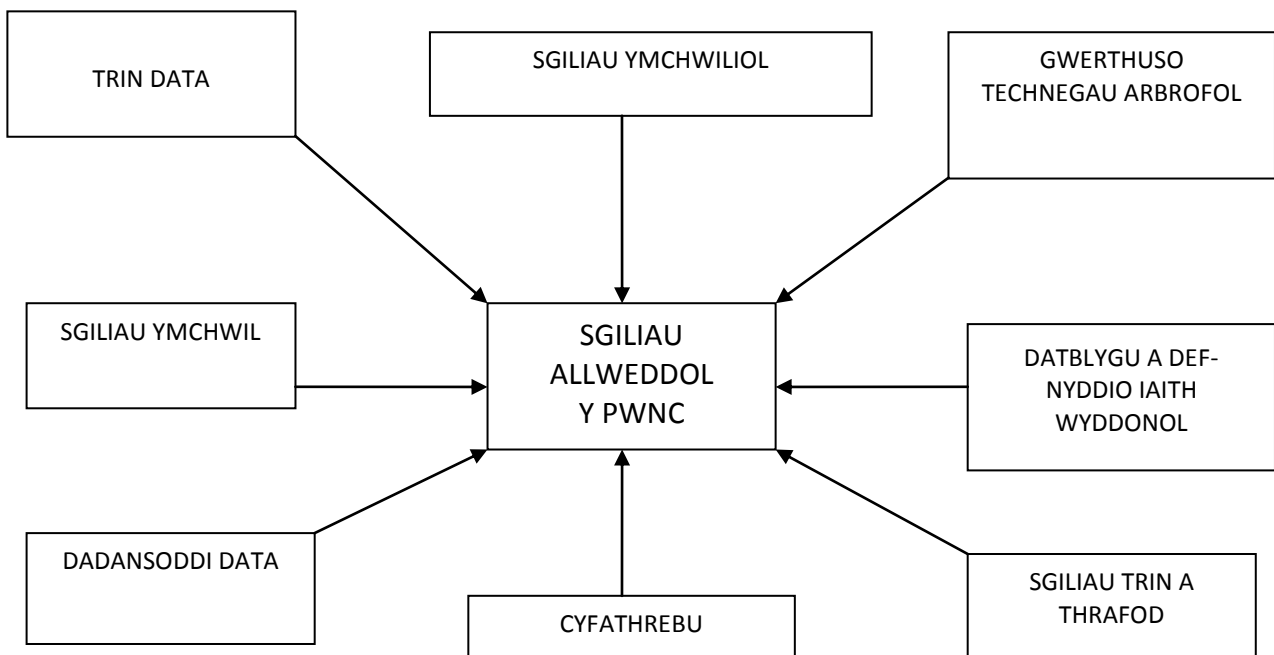 TRIN DATA
SGILIAU YMCHWILIOL
GWERTHUSO
TECHNEGAU ARBROFOL
SGILIAU YMCHWIL
SGILIAU
ALLWEDDOL
Y PWNC
DATBLYGU A DEF-
NYDDIO IAITH
WYDDONOL
DADANSODDI DATA
CYFATHREBU
SGILIAU TRIN A
THRAFOD